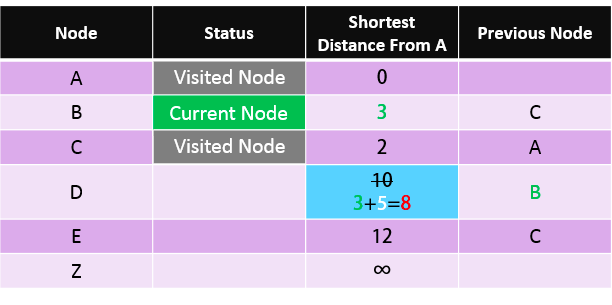 Node Status Shortest Distance From A Previous Node
A Visited Node 0
B Current Node 3 C
C Visited Node 2 A
D 10 B
3+5=8
E 12 C
Z ∞